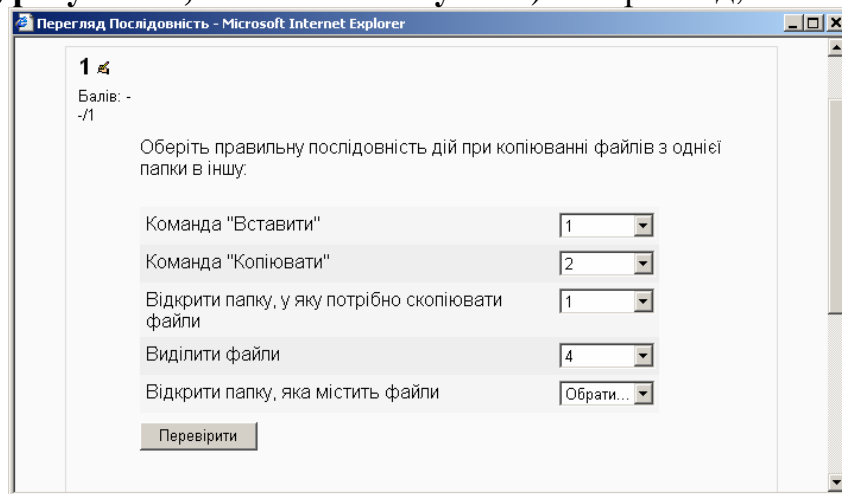 Перегляд Послідовність - Microsoft Internet Explorer
1
Балів: -
-/1
Оберіть правильну послідовність дій при копіюванні файлів з однієї
папки в іншу:
Команда "Вставити" 1
Команда "Копіювати" 2
Відкрити папку, у яку потрібно скопіювати
файли 1
Виділити файли 4
Відкрити папку, яка містить файли Обрати...
Перевірити